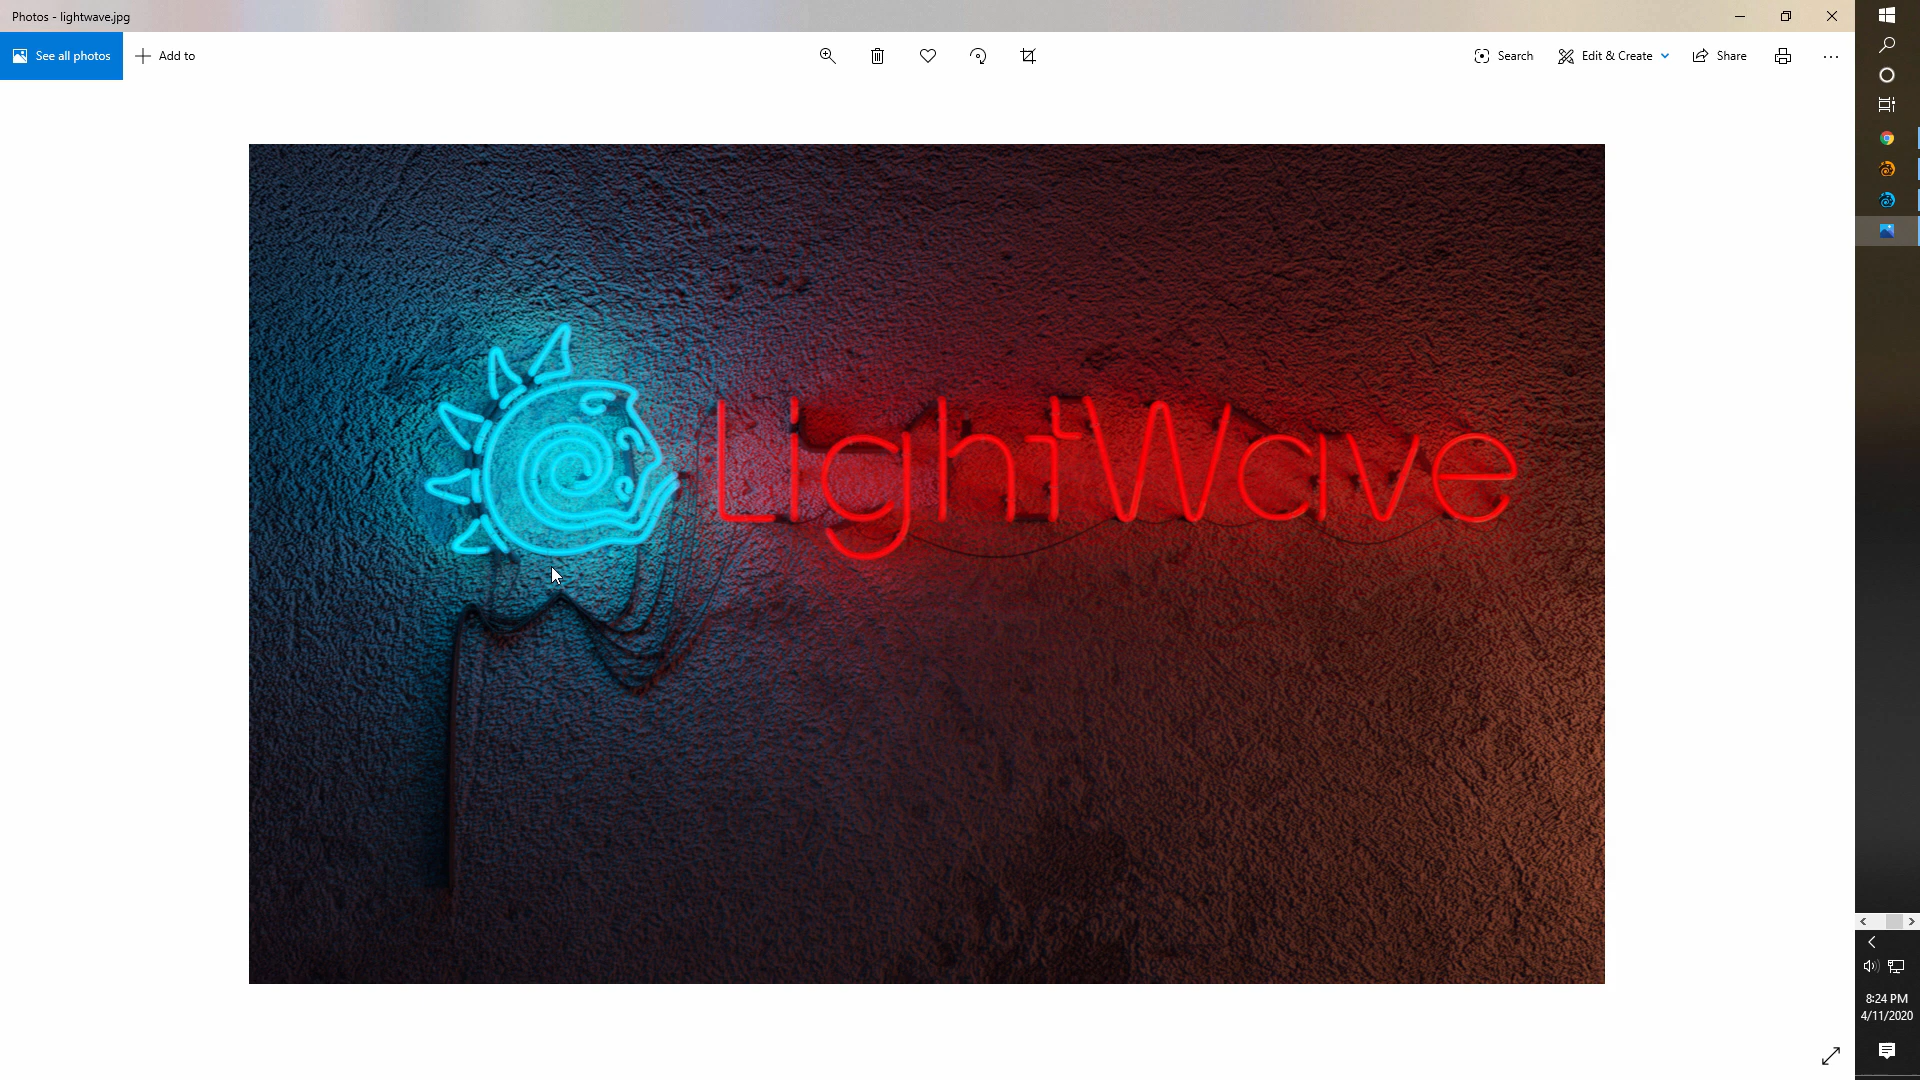 Photos - lightwave.jpg
See all photos
Add to
Search
Edit & Create
Share
LightWave
8:24 PM
4/11/2020